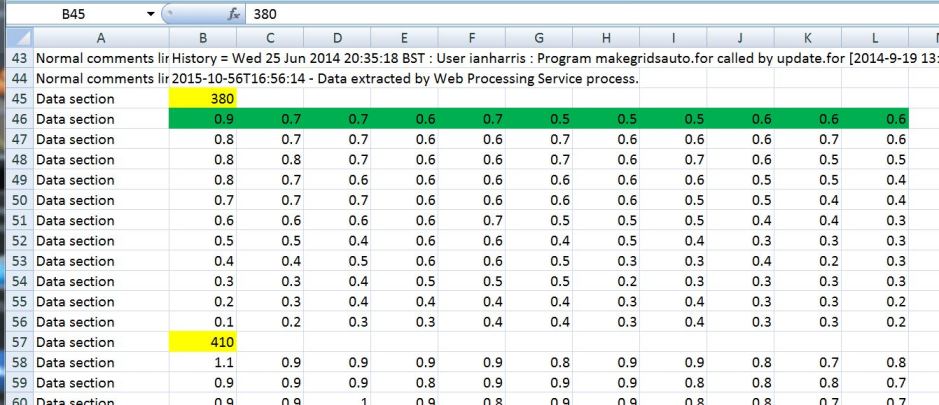 B45 fx 380
A B C D E F G H I J K L
43 Normal comments lir History = Wed 25 Jun 2014 20:35:18 BST : User ianharris : Program makegridsauto.for called by update.for [2014-9-19 13:
44 Normal comments lir 2015-10-56T16:56:14 - Data extracted by Web Processing Service process.
45 Data section 380
46 Data section 0.9 0.7 0.7 0.6 0.7 0.5 0.5 0.5 0.6 0.6 0.6
47 Data section 0.8 0.7 0.7 0.6 0.6 0.7 0.6 0.6 0.6 0.7 0.6
48 Data section 0.8 0.8 0.7 0.6 0.6 0.7 0.6 0.7 0.6 0.5 0.5
49 Data section 0.8 0.7 0.6 0.6 0.6 0.6 0.6 0.6 0.5 0.5 0.4
50 Data section 0.7 0.7 0.7 0.6 0.6 0.6 0.6 0.5 0.5 0.4 0.4
51 Data section 0.6 0.6 0.6 0.6 0.7 0.5 0.5 0.5 0.4 0.4 0.3
52 Data section 0.5 0.5 0.4 0.6 0.6 0.4 0.5 0.4 0.3 0.3 0.3
53 Data section 0.4 0.4 0.5 0.6 0.6 0.5 0.3 0.3 0.4 0.2 0.3
54 Data section 0.3 0.3 0.4 0.5 0.5 0.5 0.2 0.3 0.3 0.3 0.3
55 Data section 0.2 0.3 0.4 0.4 0.4 0.4 0.3 0.4 0.3 0.3 0.2
56 Data section 0.1 0.2 0.3 0.3 0.4 0.4 0.3 0.4 0.3 0.3 0.2
57 Data section 410
58 Data section 1.1 0.9 0.9 0.9 0.9 0.8 0.9 0.9 0.8 0.7 0.8
59 Data section 0.9 0.9 0.9 0.8 0.9 0.9 0.9 0.8 0.8 0.8 0.7
60 Data section 0.9 0.9 1 0.9 0.8 0.9 0.9 0.8 0.8 0.7 0.7